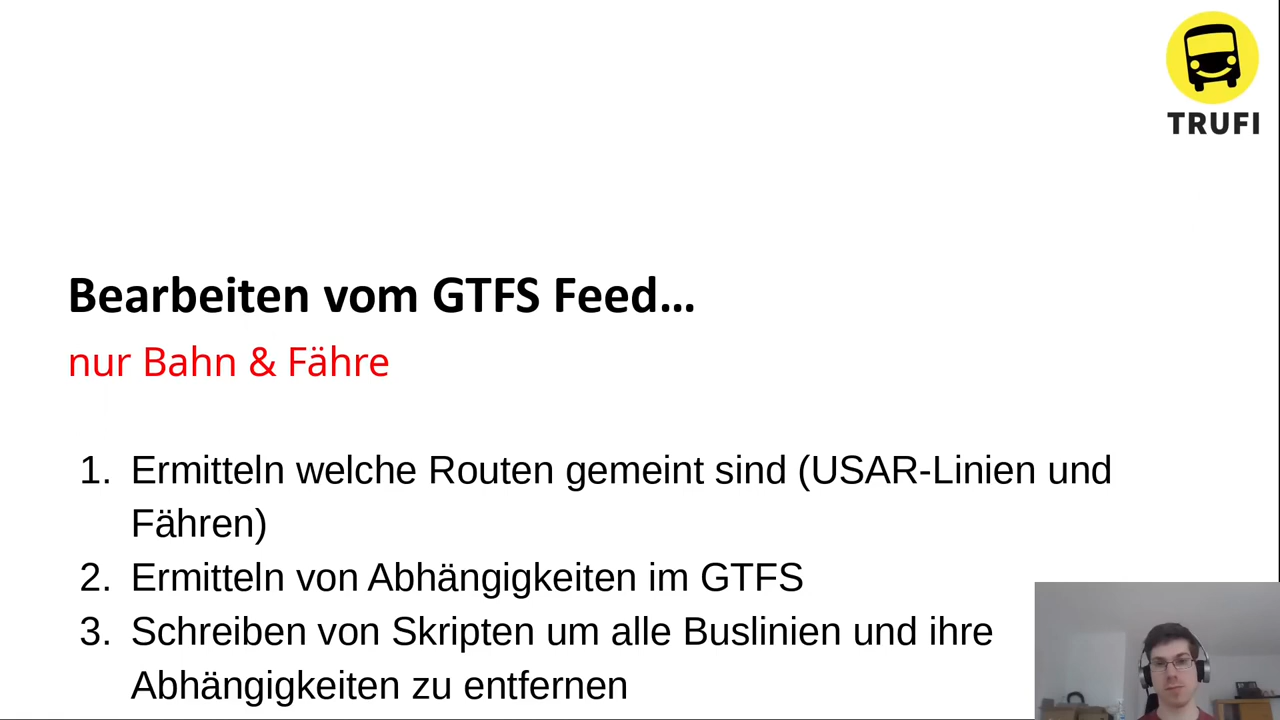 TRUFI
Bearbeiten vom GTFS Feed...
nur Bahn & Fähre
1. Ermitteln welche Routen gemeint sind (USAR-Linien und
Fähren)
2. Ermitteln von Abhängigkeiten im GTFS
3. Schreiben von Skripten um alle Buslinien und ihre
Abhängigkeiten zu entfernen